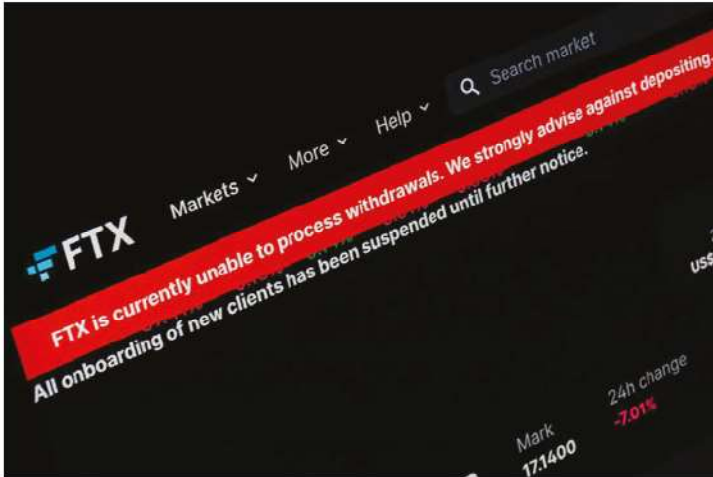 Search market
Markets More Help
FTX
FTX is currently unable to process withdrawals. We strongly advise against depositing.
All onboarding of new clients has been suspended until further notice.
US$
24h change
-7.01%
Mark
17.1400